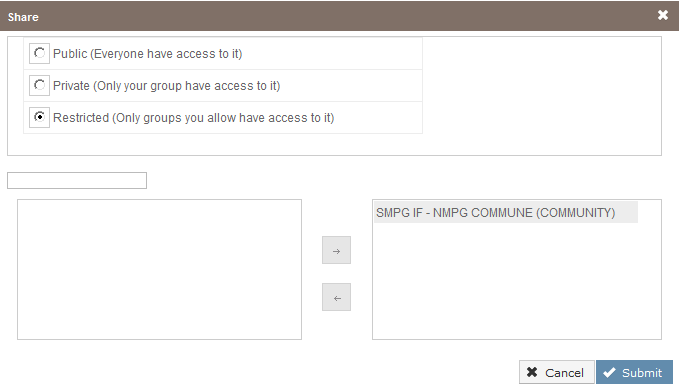 Share
Public (Everyone have access to it)
Private (Only your group have access to it)
Restricted (Only groups you allow have access to it)
SMPG IF - NMPG COMMUNE (COMMUNITY)
→
←
Cancel
Submit